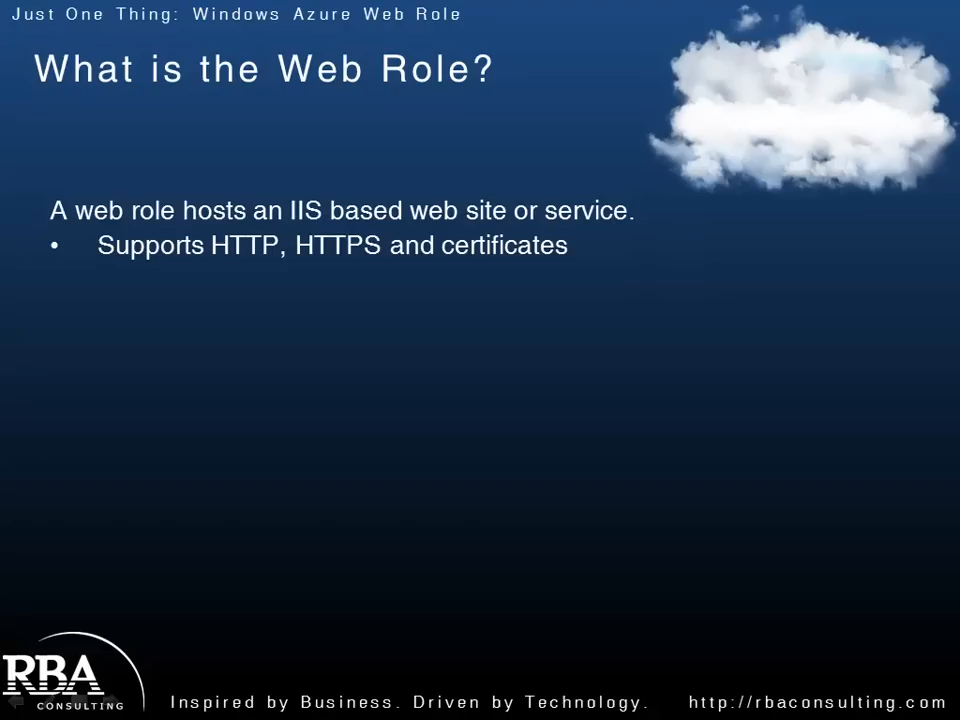 Just One Thing: Windows Azure Web Role
What is the Web Role?
A web role hosts an IIS based web site or service.
• Supports HTTP, HTTPS and certificates
RBA
CONSULTING
Inspired by Business. Driven by Technology. http://rbaconsulting.com